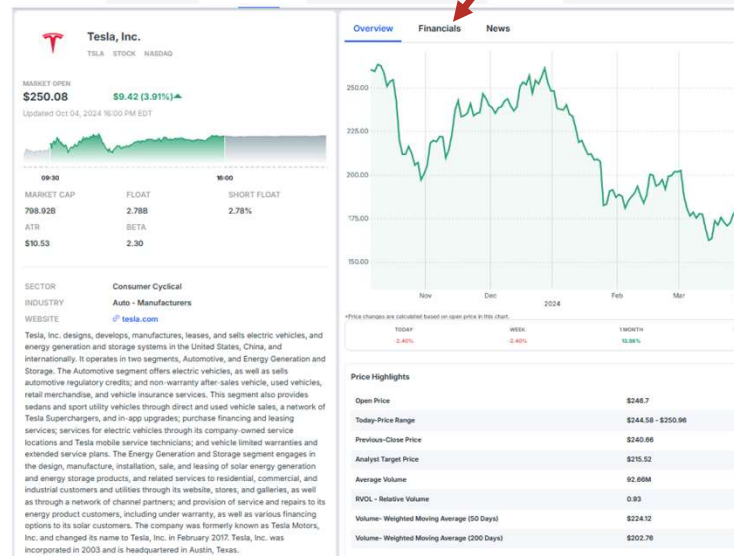 Tesla, Inc.
TSLA STOCK NASDAQ
MARKET OPEN
$250.08 $9.42 (3.91%)
Updated Oct 04, 2024 16:00 PM EDT
09:30 16:00
MARKET CAP FLOAT SHORT FLOAT
798.92B 2.78B 2.78%
ATR BETA
$10.53 2.30
SECTOR Consumer Cyclical
INDUSTRY Auto - Manufacturers
WEBSITE tesla.com
Tesla, Inc. designs, develops, manufactures, leases, and sells electric vehicles, and
energy generation and storage systems in the United States, China, and
internationally. It operates in two segments, Automotive, and Energy Generation and
Storage. The Automotive segment offers electric vehicles, as well as sells
automotive regulatory credits; and non-warranty after-sales vehicle, used vehicles,
retail merchandise, and vehicle insurance services. This segment also provides
sedans and sport utility vehicles through direct and used vehicle sales, a network of
Tesla Superchargers, and in-app upgrades; purchase financing and leasing
services; services for electric vehicles through its company-owned service
locations and Tesla mobile service technicians; and vehicle limited warranties and
extended service plans. The Energy Generation and Storage segment engages in
the design, manufacture, installation, sale, and leasing of solar energy generation
and energy storage products, and related services to residential, commercial, and
industrial customers and utilities through its website, stores, and galleries, as well
as through a network of channel partners; and provision of service and repairs to its
energy product customers, including under warranty, as well as various financing
options to its solar customers. The company was formerly known as Tesla Motors,
Inc. and changed its name to Tesla, Inc. in February 2017. Tesla, Inc. was
incorporated in 2003 and is headquartered in Austin, Texas.
Overview Financials News
250.00
225.00
200.00
175.00
150.00
Nov Dec 2024 Feb Mar
*Price changes are calculated based on open price in this chart.
TODAY WEEK 1 MONTH
-2.40% -2.40%
Price Highlights
Open Price $246.7
Today-Price Range $244.58 - $250.96
Previous-Close Price $240.66
Analyst Target Price $215.52
Average Volume 92.66M
RVOL - Relative Volume 0.93
Volume- Weighted Moving Average (50 Days) $224.12
Volume- Weighted Moving Average (200 Days) $202.76